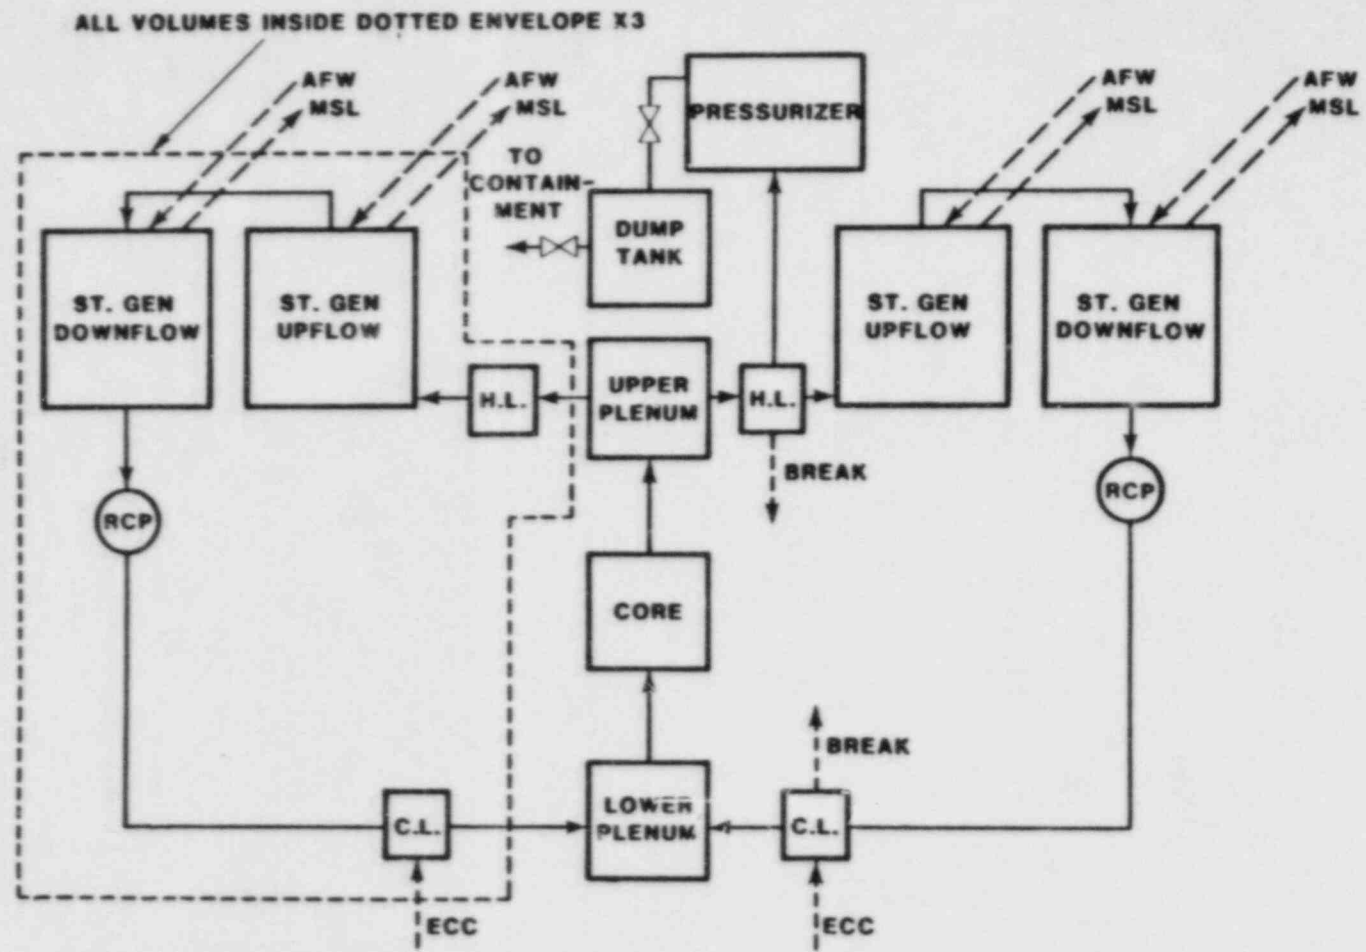 ALL VOLUMES INSIDE DOTTED ENVELOPE X3
AFW
MSL
AFW
MSL
AFW
MSL
AFW
MSL
PRESSURIZER
TO
CONTAIN-
MENT
DUMP
TANK
ST. GEN
DOWNFLOW
ST. GEN
UPFLOW
ST. GEN
UPFLOW
ST. GEN
DOWNFLOW
H.L.
UPPER
PLENUM
H.L.
BREAK
RCP
RCP
CORE
BREAK
C.L.
LOWER
PLENUM
C.L.
ECC
ECC